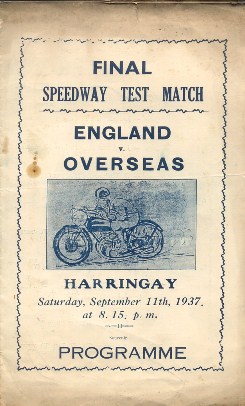 FINAL
SPEEDWAY TEST MATCH
ENGLAND
v.
OVERSEAS
HARRINGAY
Saturday, September 11th, 1937,
at 8.15. p.m.
PROGRAMME